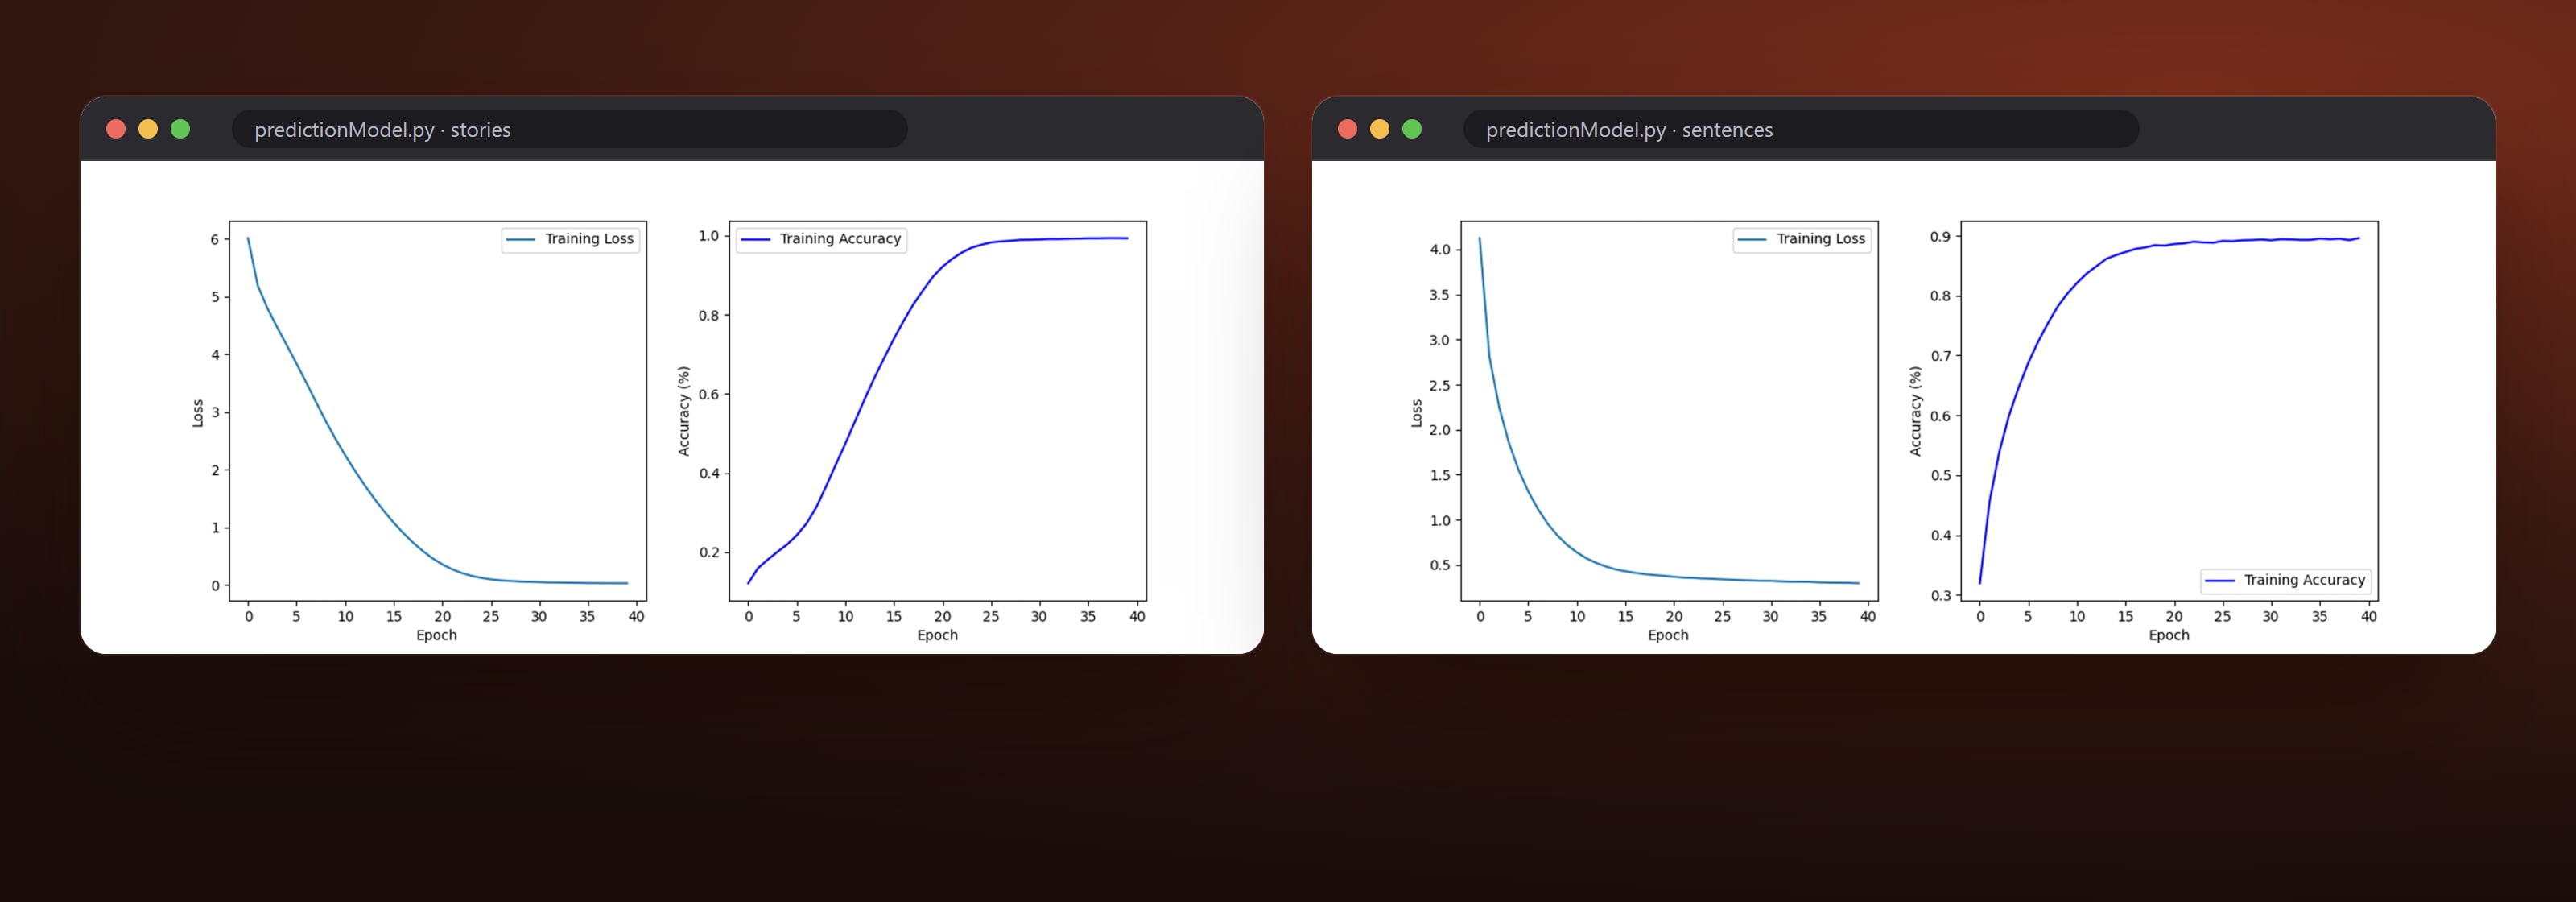 predictionModel.py · stories
Training Loss
6
5
4
3
2
1
0
Loss
0 5 10 15 20 25 30 35 40
Epoch
Training Accuracy
1.0
0.8
0.6
0.4
0.2
Accuracy (%)
0 5 10 15 20 25 30 35 40
Epoch
predictionModel.py · sentences
Training Loss
4.0
3.5
3.0
2.5
2.0
1.5
1.0
0.5
Loss
0 5 10 15 20 25 30 35 40
Epoch
0.9
0.8
0.7
0.6
0.5
0.4
0.3
Accuracy (%)
Training Accuracy
0 5 10 15 20 25 30 35 40
Epoch